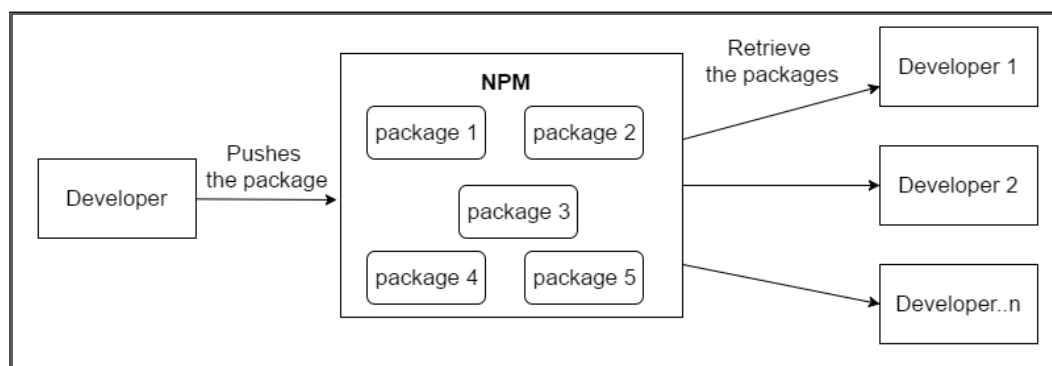 Developer
Pushes
the package
NPM
package 1
package 2
package 3
package 4
package 5
Retrieve
the packages
Developer 1
Developer 2
Developer..n